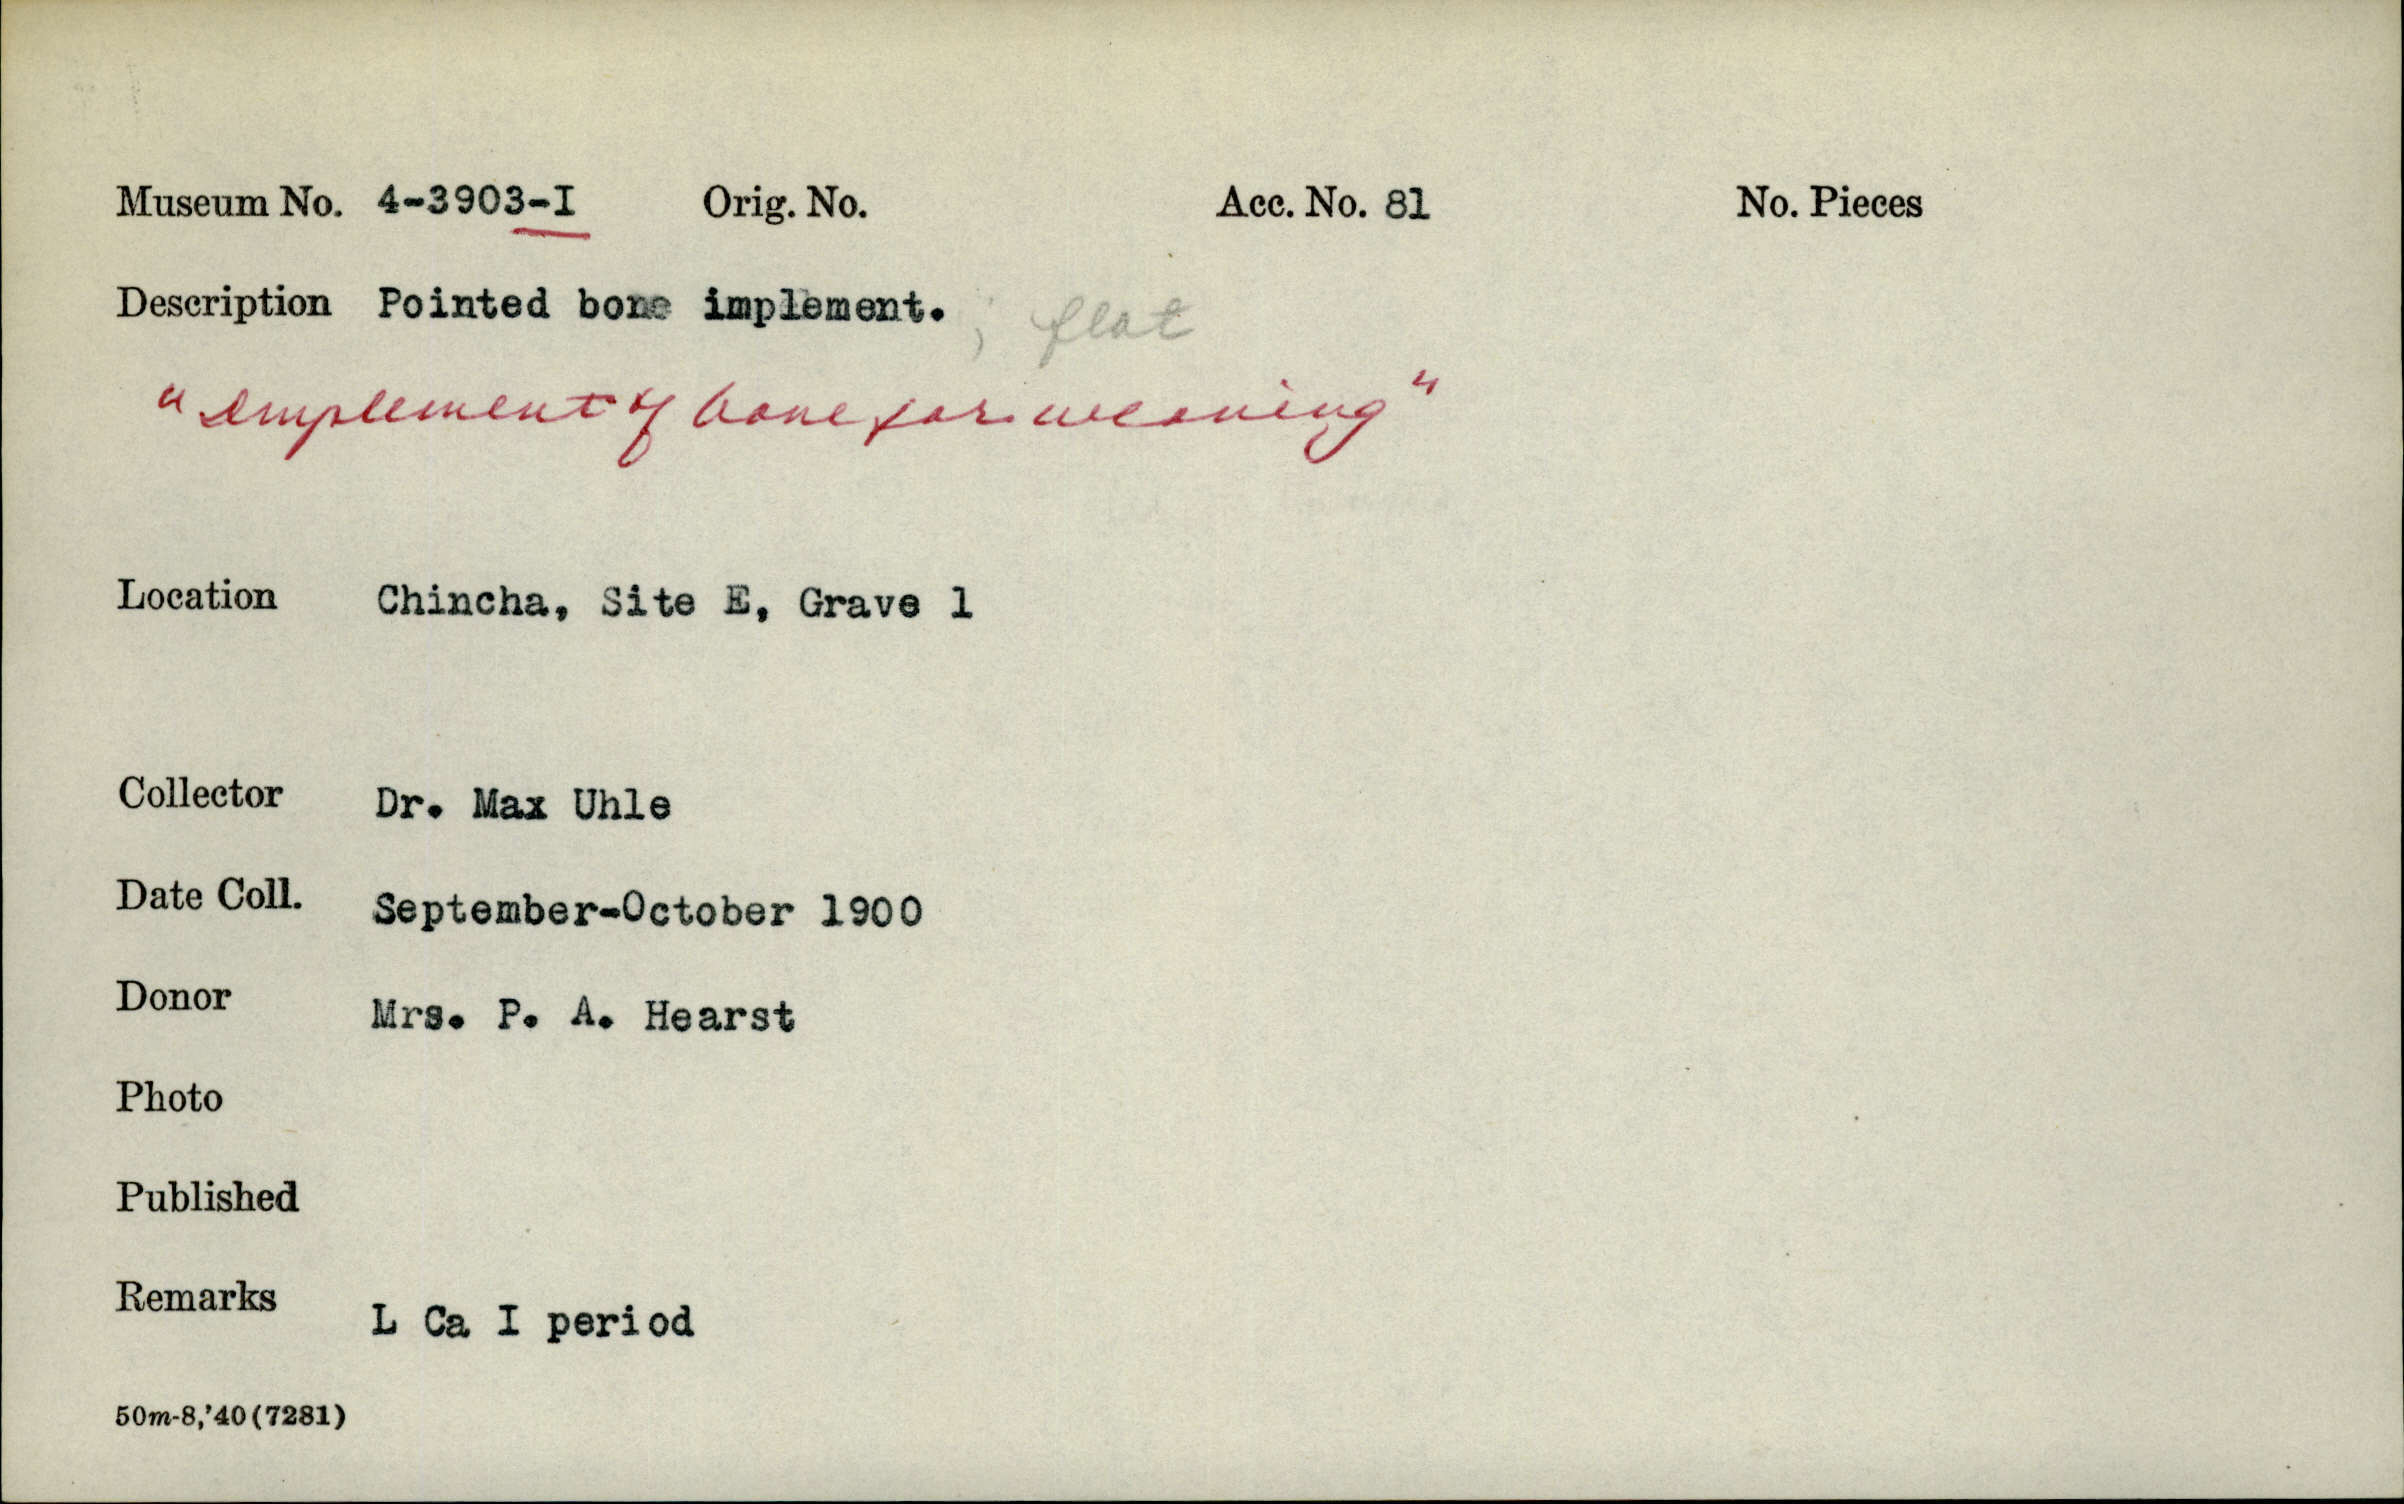 Museum No. 4-3903-I Orig. No. Acc. No. 81 No. Pieces
Description Pointed bone implement. ; flat
"Implement of bone for weaving"
Location Chincha, Site E, Grave 1
Collector Dr. Max Uhle
Date Coll. September-October 1900
Donor Mrs. P. A. Hearst
Photo
Published
Remarks L Ca I period
50m-8,'40(7281)